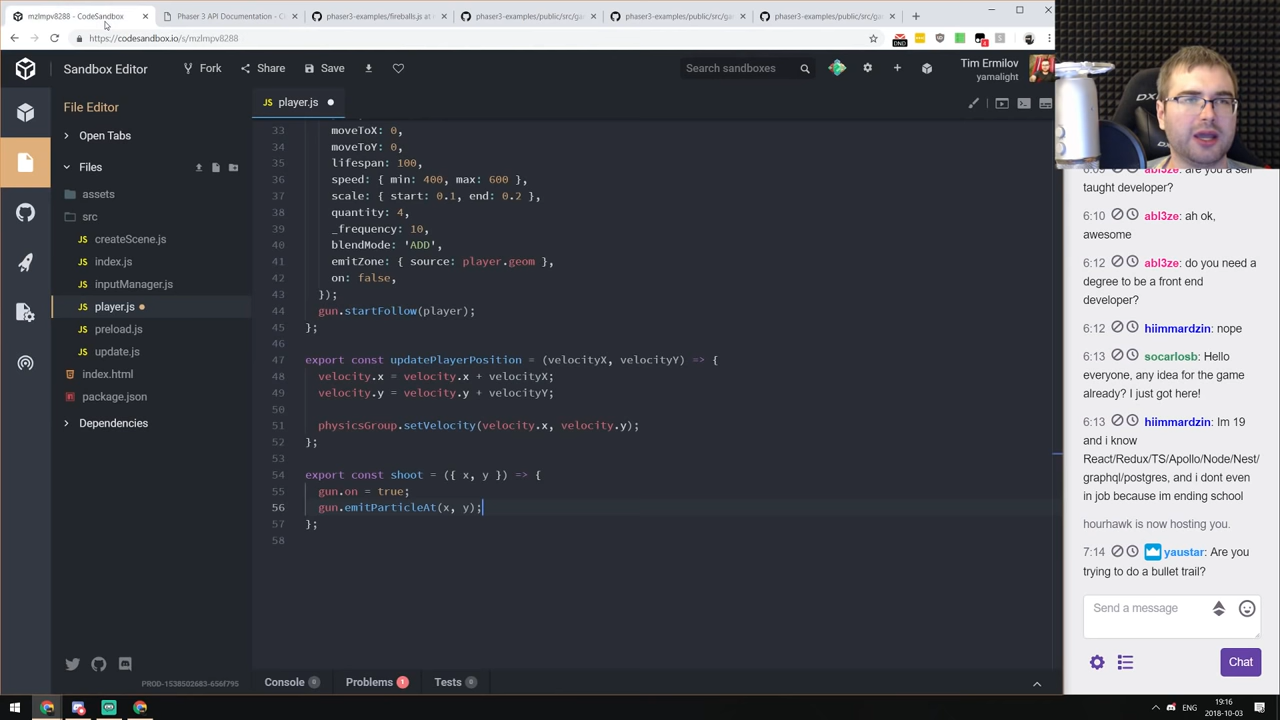 mzlmpv8288 - CodeSandbox
Phaser 3 API Documentation - C
phaser3-examples/fireballs.js at
phaser3-examples/public/src/ga
phaser3-examples/public/src/ga
phaser3-examples/public/src/ga
https://codesandbox.io/s/mzlmpv8288
Sandbox Editor
Fork
Share
Save
Search sandboxes
Tim Ermilov
yamalight
File Editor
Open Tabs
Files
assets
src
JS createScene.js
JS index.js
JS inputManager.js
JS player.js
JS preload.js
JS update.js
index.html
package.json
Dependencies
PROD-1538502683-656f795
player.js
33 moveToX: 0,
34 moveToY: 0,
35 lifespan: 100,
36 speed: { min: 400, max: 600 },
37 scale: { start: 0.1, end: 0.2 },
38 quantity: 4,
39 _frequency: 10,
40 blendMode: 'ADD',
41 emitZone: { source: player.geom },
42 on: false,
43 });
44 gun.startFollow(player);
45 };
46
47 export const updatePlayerPosition = (velocityX, velocityY) => {
48 velocity.x = velocity.x + velocityX;
49 velocity.y = velocity.y + velocityY;
50
51 physicsGroup.setVelocity(velocity.x, velocity.y);
52 };
53
54 export const shoot = ({ x, y }) => {
55 gun.on = true;
56 gun.emitParticleAt(x, y);
57 };
58
Console 0
Problems 1
Tests 0
DX
6:09 abl3ze: are you a self
taught developer?
6:10 abl3ze: ah ok,
awesome
6:12 abl3ze: do you need a
degree to be a front end
developer?
6:12 hiimmardzin: nope
6:13 socarlosb: Hello
everyone, any idea for the game
already? I just got here!
6:13 hiimmardzin: Im 19
and i know
React/Redux/TS/Apollo/Node/Nest/
graphql/postgres, and i dont even
in job because im ending school
hourhawk is now hosting you.
7:14 yaustar: Are you
trying to do a bullet trail?
Send a message
Chat
ENG
19:16
2018-10-03